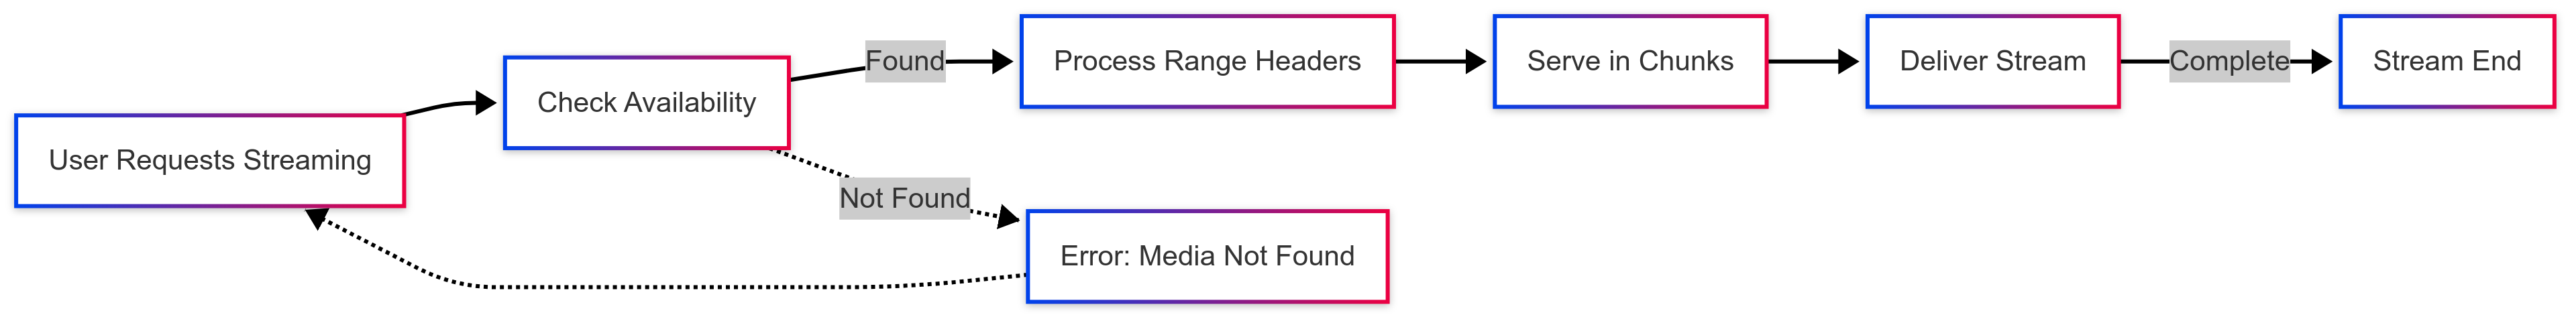 User Requests Streaming
Check Availability
Found
Process Range Headers
Serve in Chunks
Deliver Stream
Complete
Stream End
Not Found
Error: Media Not Found